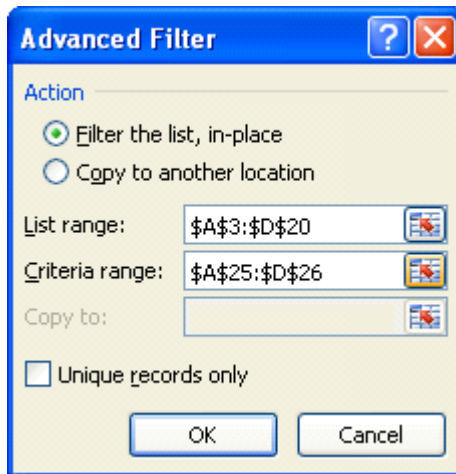 Advanced Filter
Action
Filter the list, in-place
Copy to another location
List range: $A$3:$D$20
Criteria range: $A$25:$D$26
Copy to:
Unique records only
OK Cancel